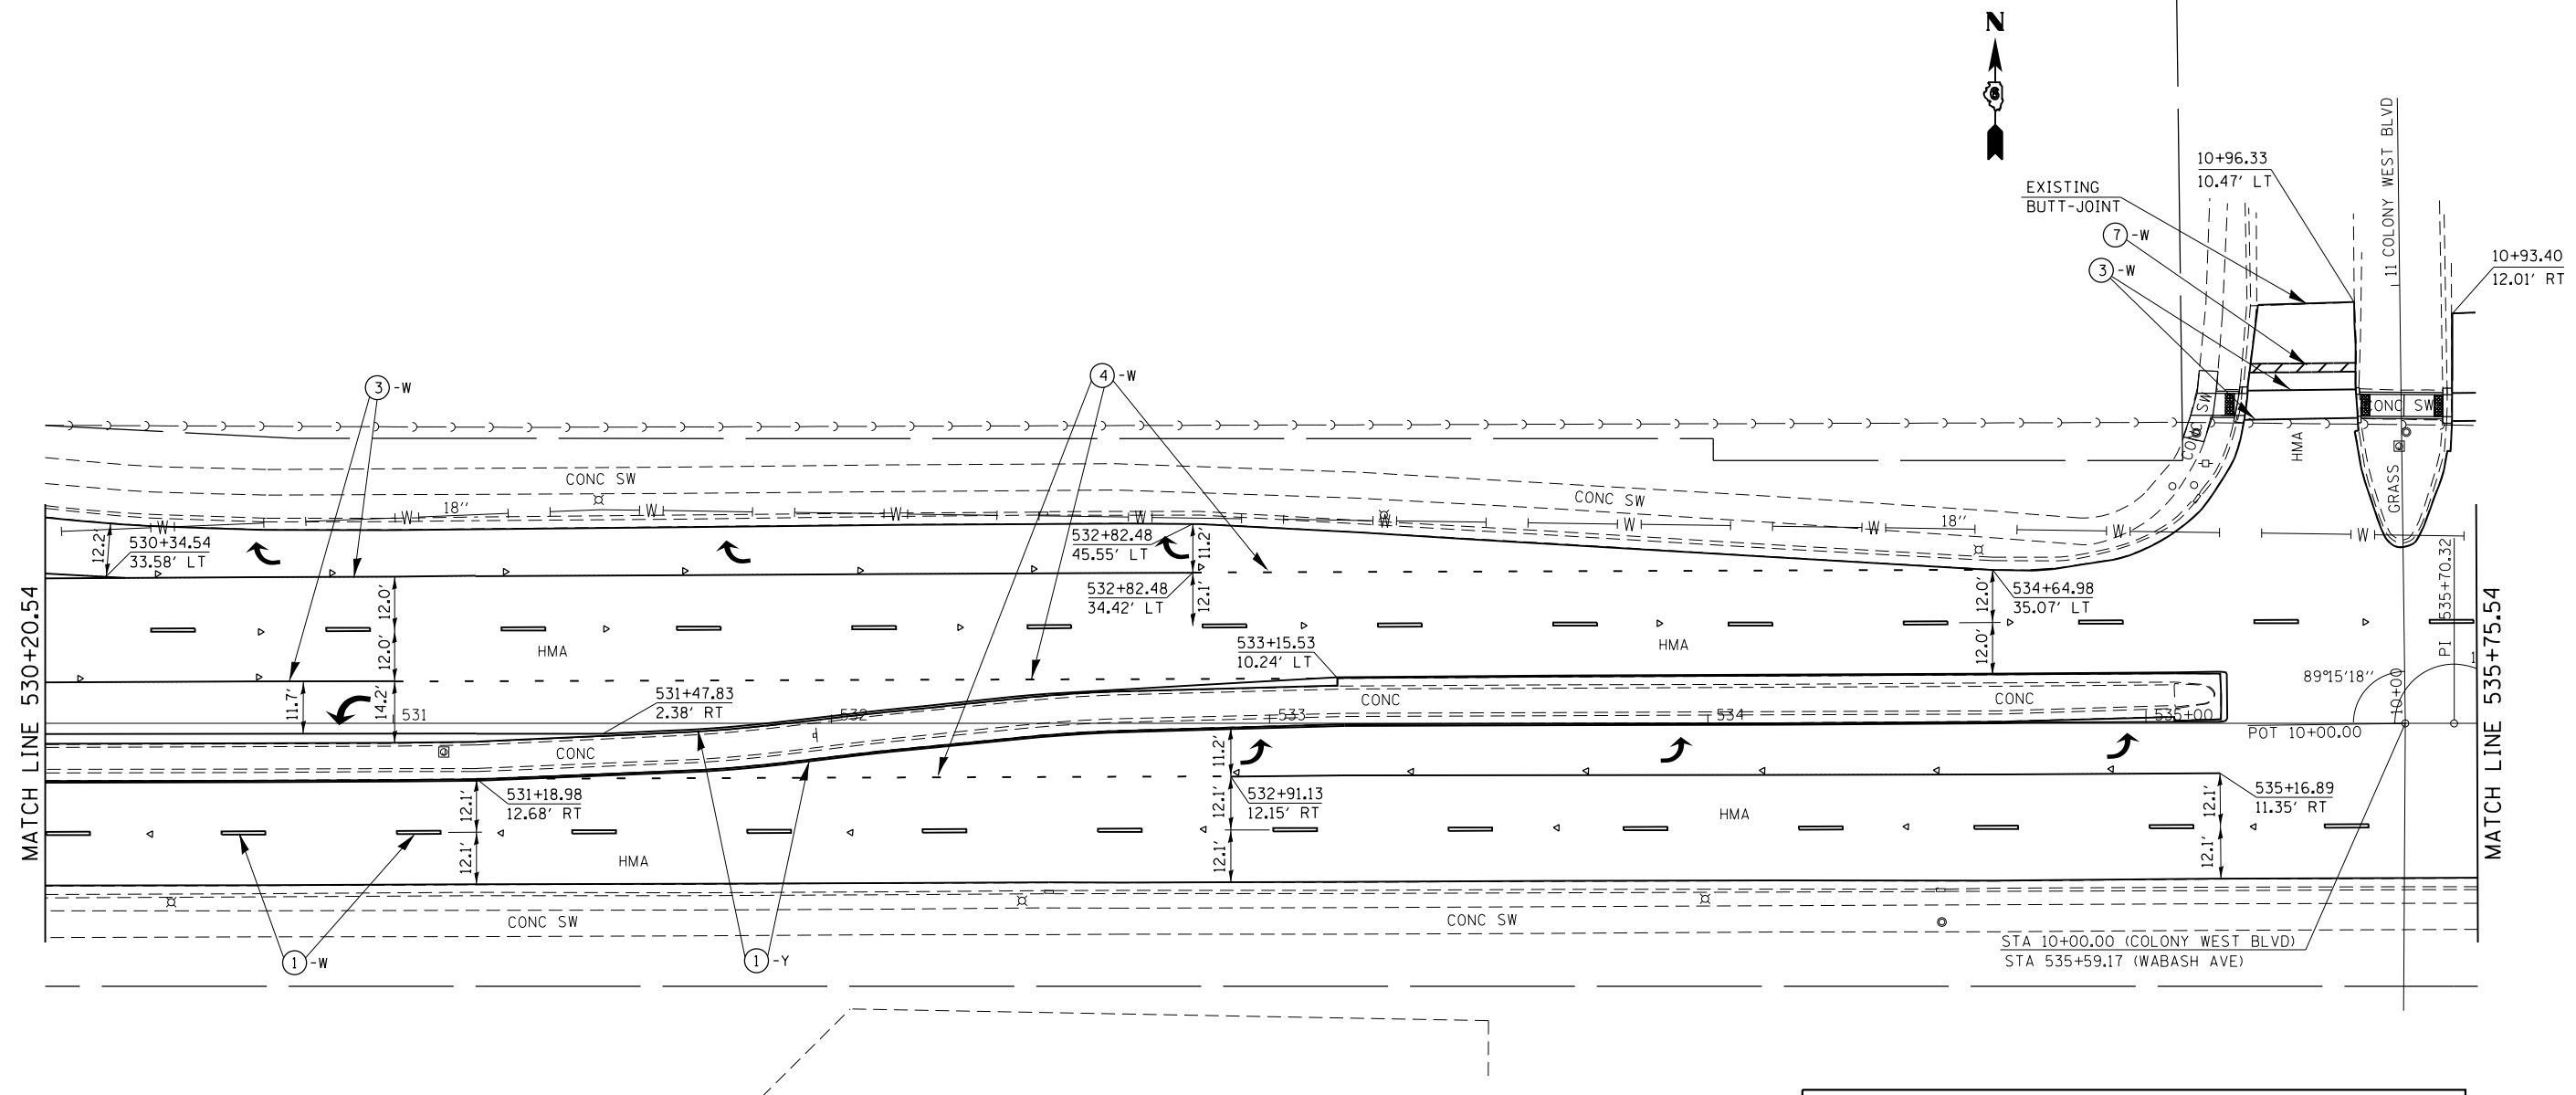 N
11 COLONY WEST BLVD
10+96.33
10.47' LT
EXISTING
BUTT-JOINT
7 -W
3 -W
10+93.40
12.01' RT
3 -W
4 -W
CONC SW
CONC SW
CONC SW
CONC SW
HMA
GRASS
18"
18"
W W W W W W W W W W
12.2'
530+34.54
33.58' LT
532+82.48
45.55' LT
11.2'
532+82.48
34.42' LT
12.1'
534+64.98
35.07' LT
12.0'
12.0'
12.0'
12.0'
HMA
HMA
533+15.53
10.24' LT
PI 535+70.32
MATCH LINE 530+20.54
MATCH LINE 535+75.54
11.7'
14.2'
531
531+47.83
2.38' RT
532
CONC
533
CONC
534
CONC
535+00
89°15'18"
10+00
1
POT 10+00.00
CONC
11.2'
531+18.98
12.68' RT
12.1'
12.1'
532+91.13
12.15' RT
12.1'
12.1'
HMA
535+16.89
11.35' RT
12.1'
12.1'
HMA
CONC SW
CONC SW
1 -W
1 -Y
STA 10+00.00 (COLONY WEST BLVD)
STA 535+59.17 (WABASH AVE)